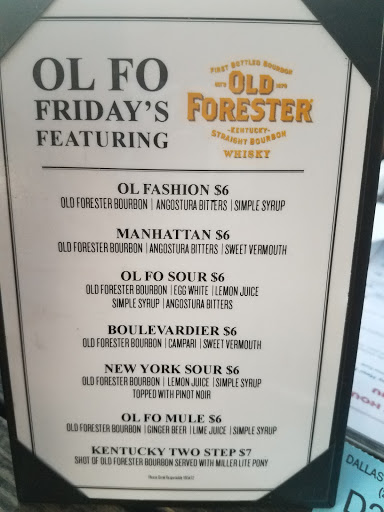 OL FO
FRIDAY'S
FEATURING
FIRST BOTTLED BOURBON
OLD
FORESTER
KENTUCKY
STRAIGHT BOURBON
WHISKY
OL FASHION $6
OLD FORESTER BOURBON | ANGOSTURA BITTERS | SIMPLE SYRUP
MANHATTAN $6
OLD FORESTER BOURBON | ANGOSTURA BITTERS | SWEET VERMOUTH
OL FO SOUR $6
OLD FORESTER BOURBON | EGG WHITE | LEMON JUICE
SIMPLE SYRUP | ANGOSTURA BITTERS
BOULEVARDIER $6
OLD FORESTER BOURBON | CAMPARI | SWEET VERMOUTH
NEW YORK SOUR $6
OLD FORESTER BOURBON | LEMON JUICE | SIMPLE SYRUP
TOPPED WITH PINOT NOIR
OL FO MULE $6
OLD FORESTER BOURBON | GINGER BEER | LIME JUICE | SIMPLE SYRUP
KENTUCKY TWO STEP $7
SHOT OF OLD FORESTER BOURBON SERVED WITH MILLER LITE PONY
DALLAS